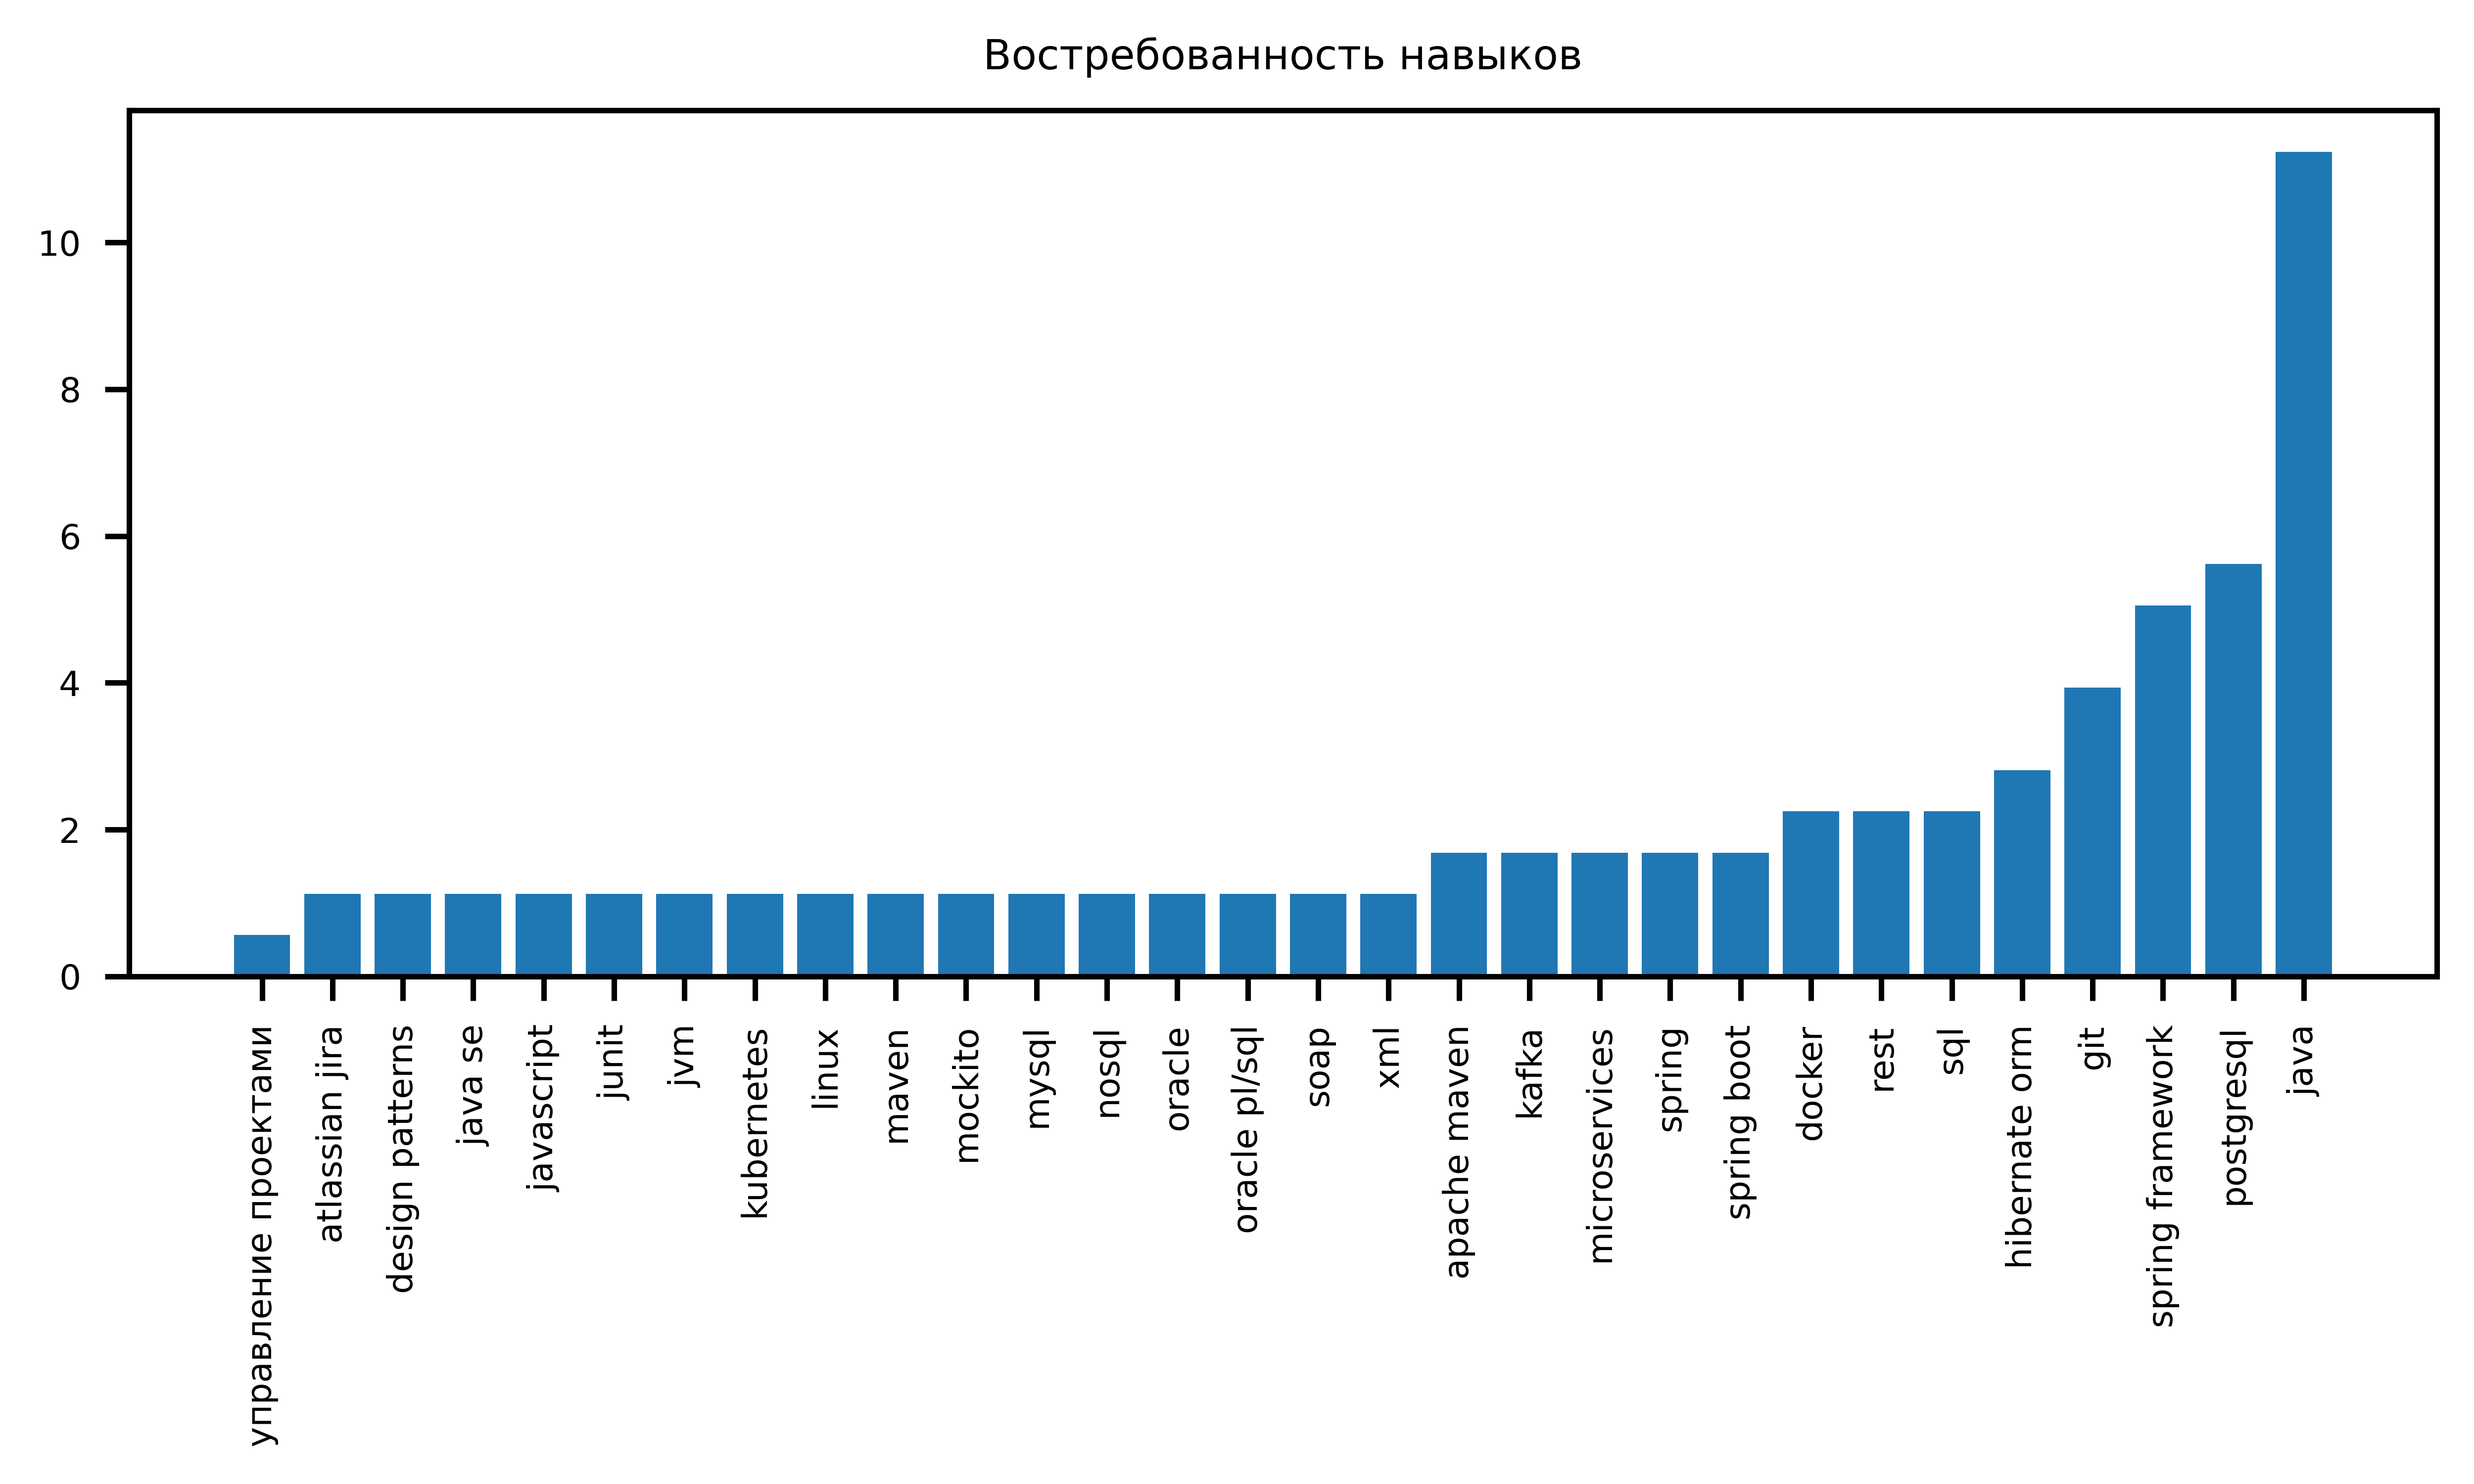 Востребованность навыков
10
8
6
4
2
0
управление проектами
atlassian jira
design patterns
java se
javascript
junit
jvm
kubernetes
linux
maven
mockito
mysql
nosql
oracle
oracle pl/sql
soap
xml
apache maven
kafka
microservices
spring
spring boot
docker
rest
sql
hibernate orm
git
spring framework
postgresql
java